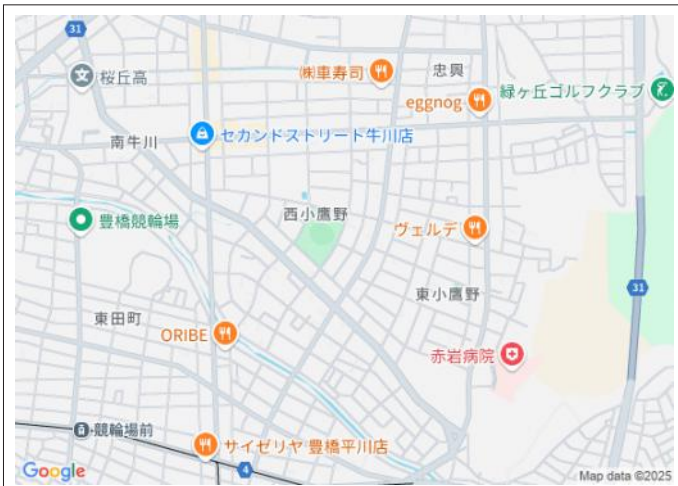 31
桜丘高
㈱車寿司
忠興
eggnog
緑ヶ丘ゴルフクラブ
南牛川
セカンドストリート牛川店
西小鷹野
豊橋競輪場
ヴェルデ
31
東小鷹野
東田町
ORIBE
赤岩病院
競輪場前
サイゼリヤ 豊橋平川店
4
Google
Map data ©2025